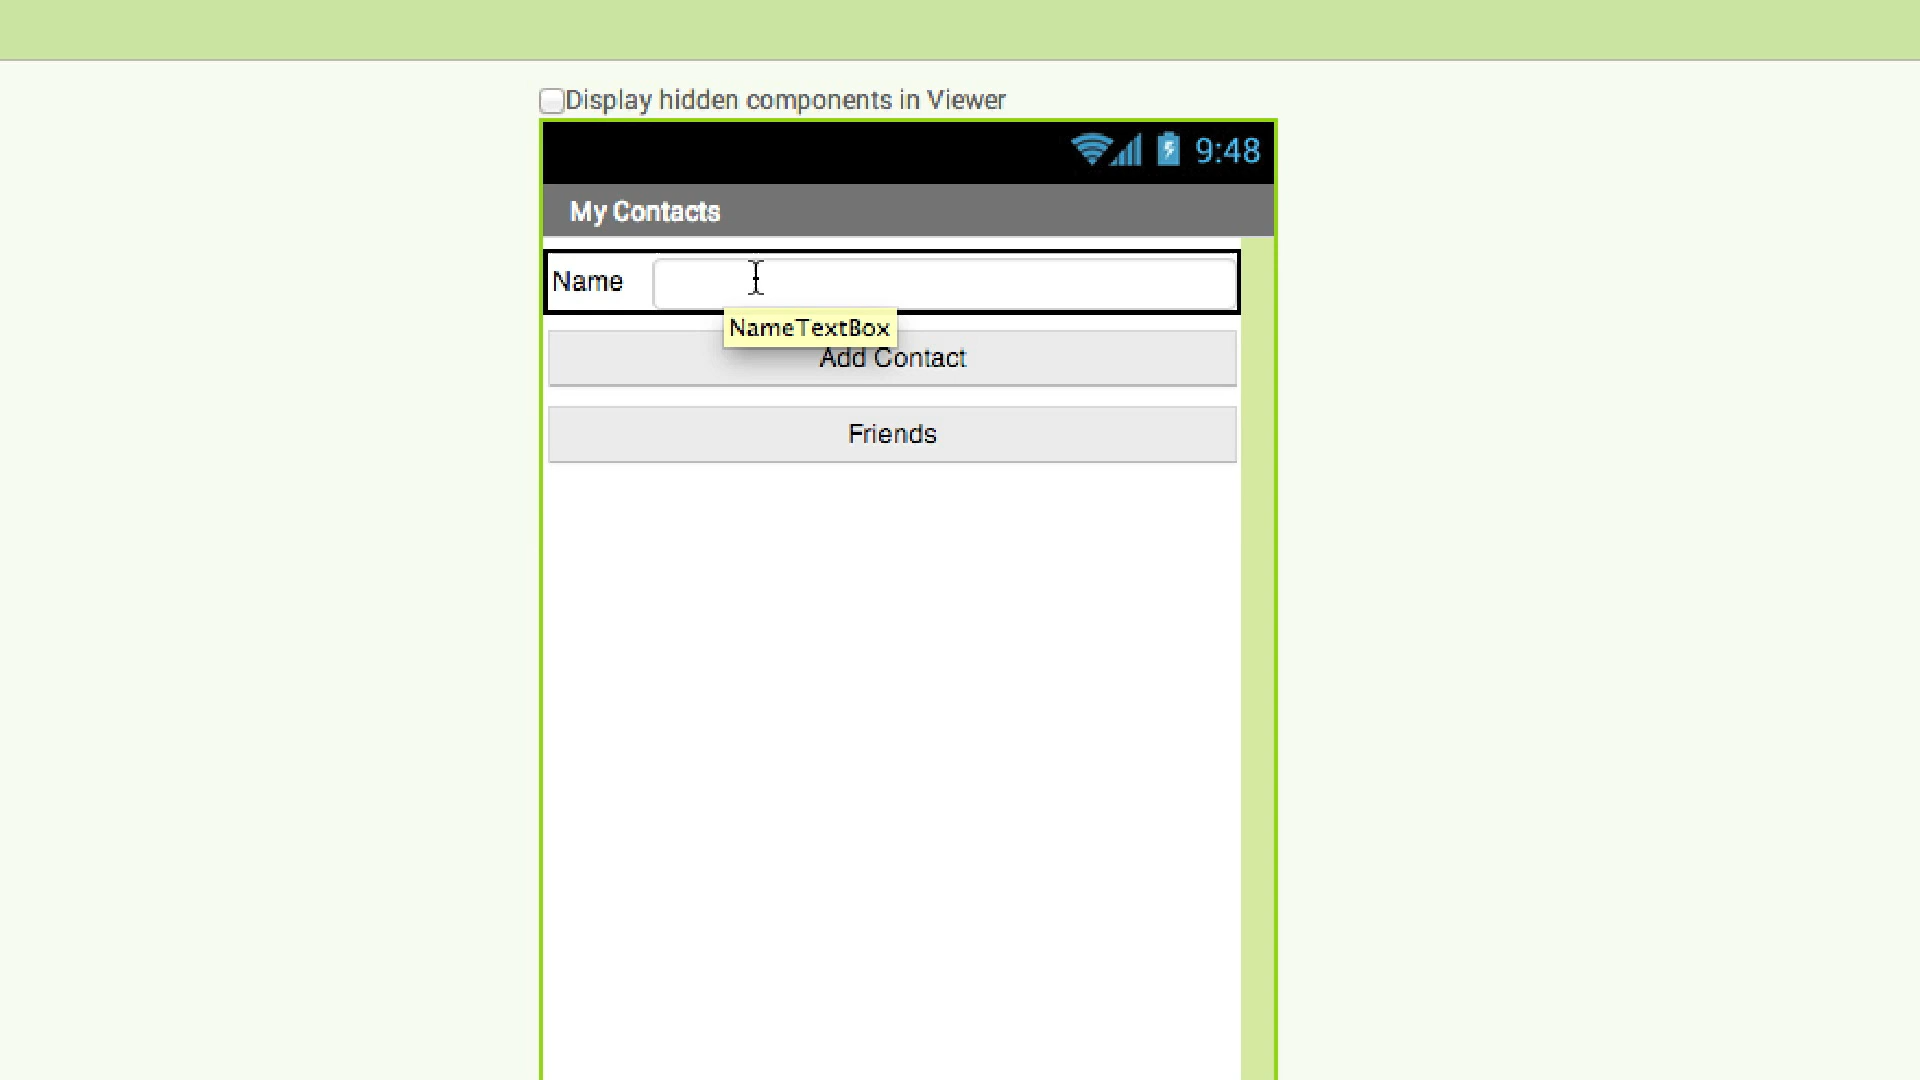 Display hidden components in Viewer
9:48
My Contacts
Name
NameTextBox
Add Contact
Friends